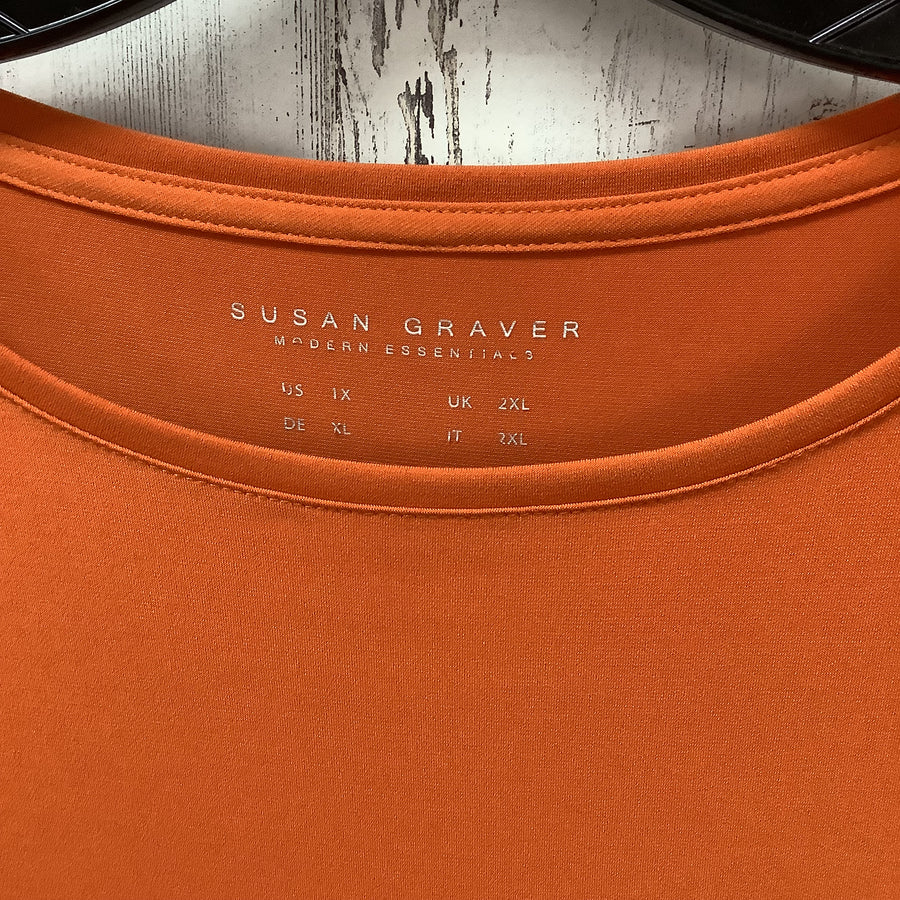 SUSAN GRAVER
MODERN ESSENTIALS
US 1X UK 2XL
DE XL IT 2XL